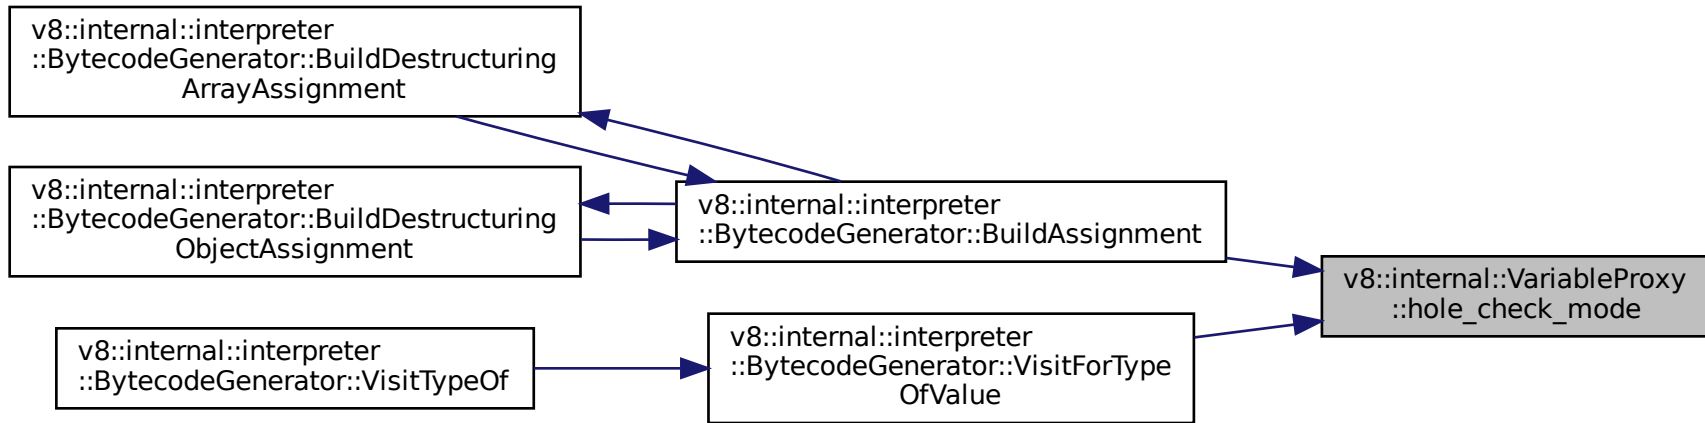 v8::internal::interpreter
::BytecodeGenerator::BuildDestructuring
ArrayAssignment
v8::internal::interpreter
::BytecodeGenerator::BuildDestructuring
ObjectAssignment
v8::internal::interpreter
::BytecodeGenerator::BuildAssignment
v8::internal::VariableProxy
::hole_check_mode
v8::internal::interpreter
::BytecodeGenerator::VisitTypeOf
v8::internal::interpreter
::BytecodeGenerator::VisitForType
OfValue